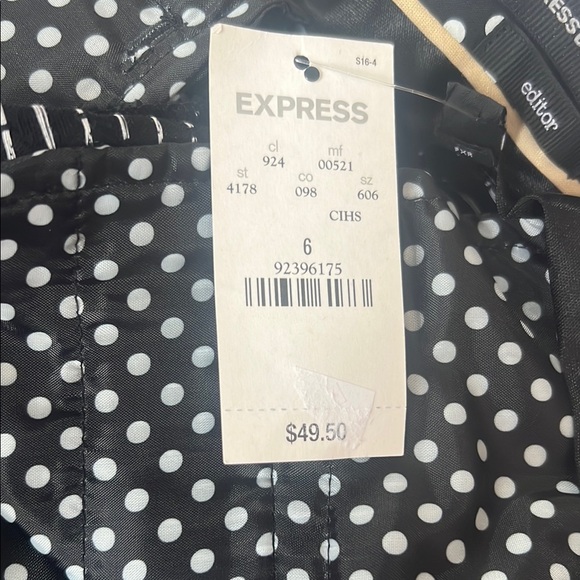 S16-4
EXPRESS
cl mf
924 00521
st co sz
4178 098 606
CIHS
6
92396175
$49.50
editor